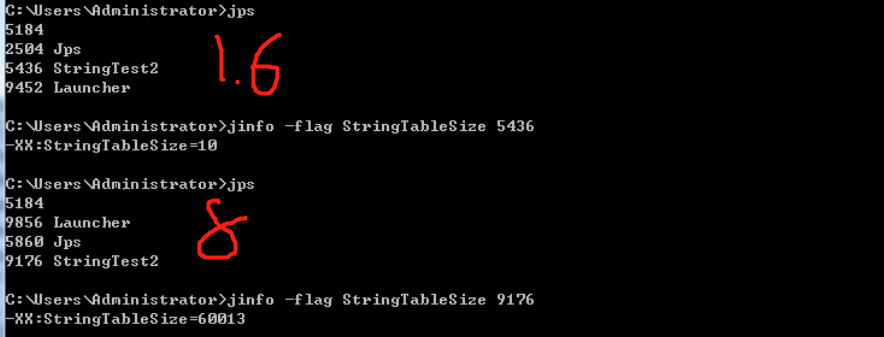 C:\Users\Administrator>jps
5184
2504 Jps
5436 StringTest2
9452 Launcher
1.6
C:\Users\Administrator>jinfo -flag StringTableSize 5436
-XX:StringTableSize=10
C:\Users\Administrator>jps
5184
9856 Launcher
5860 Jps
9176 StringTest2
8
C:\Users\Administrator>jinfo -flag StringTableSize 9176
-XX:StringTableSize=60013